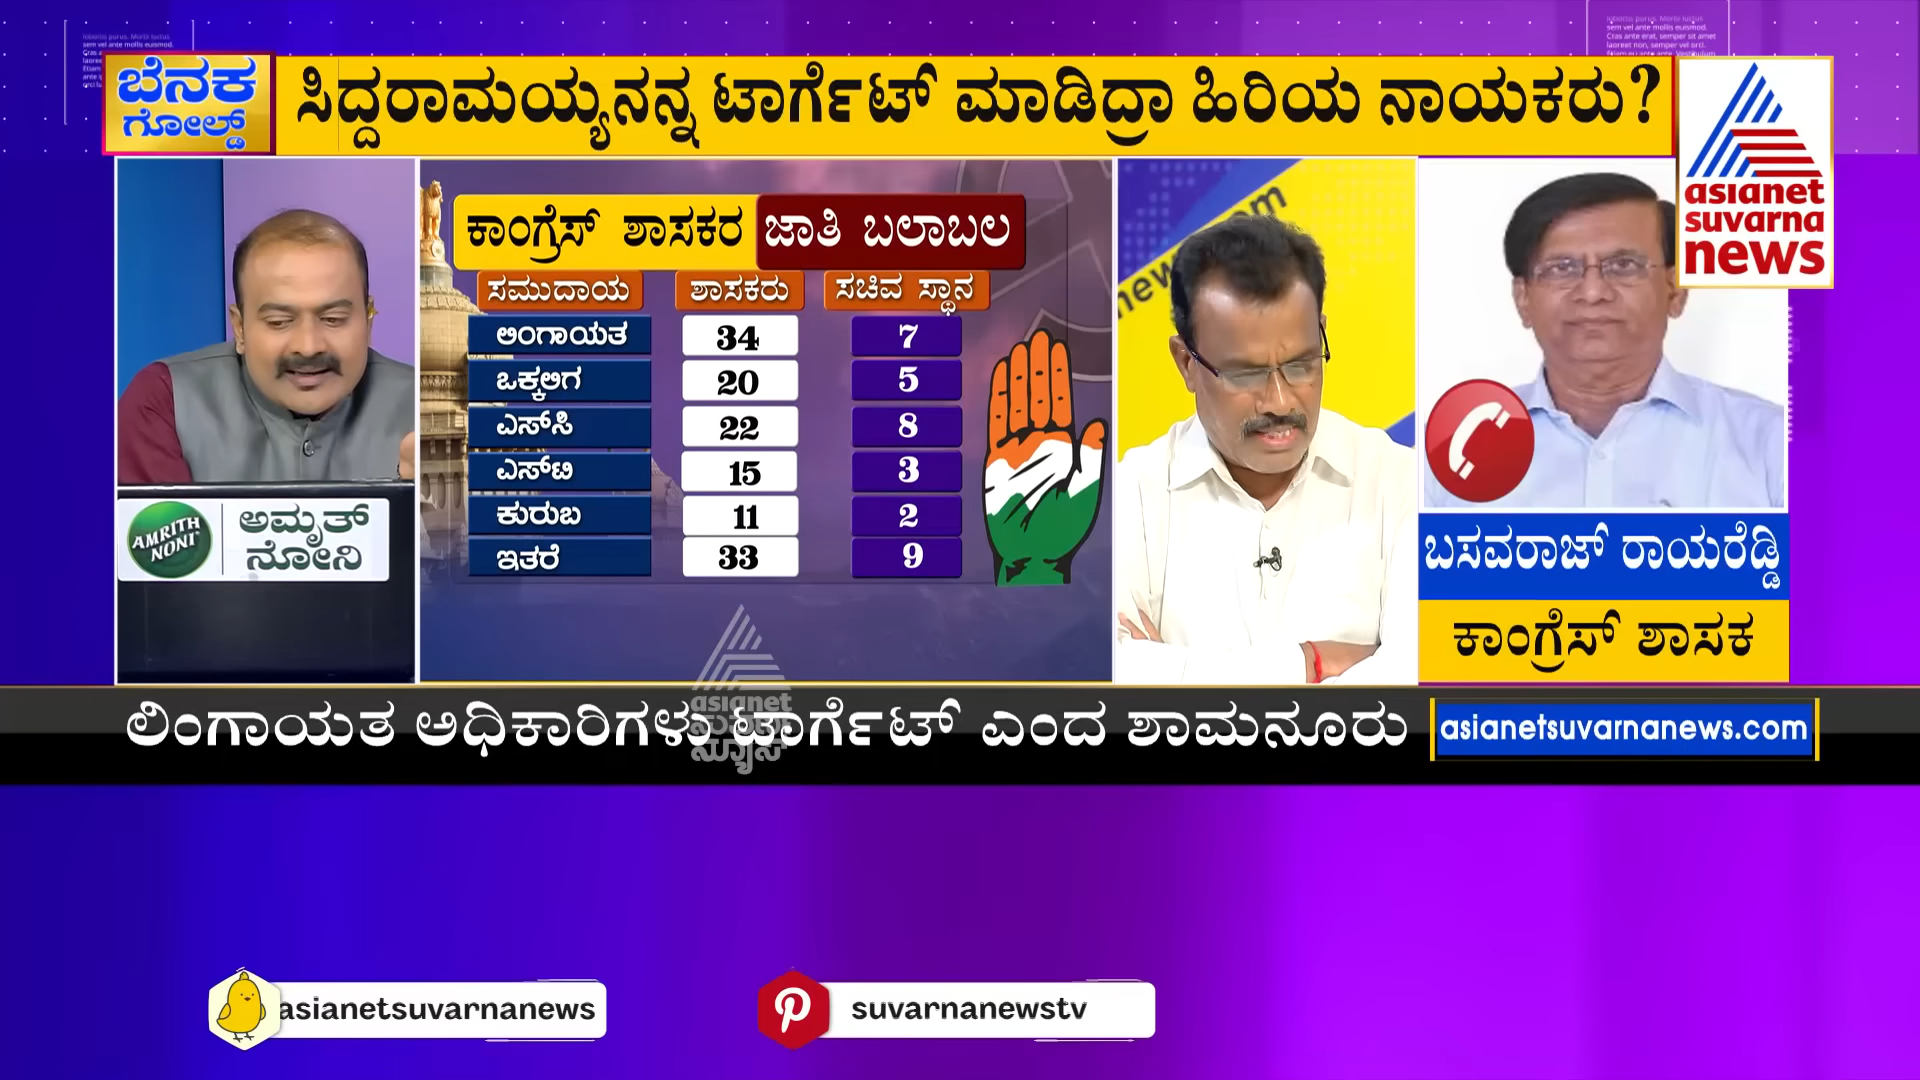 ಬೆನಕ
ಗೋಲ್ಡ್
ಸಿದ್ದರಾಮಯ್ಯನನ್ನ ಟಾರ್ಗೆಟ್ ಮಾಡಿದ್ರಾ ಹಿರಿಯ ನಾಯಕರು?
asianet
suvarna
news
ಕಾಂಗ್ರೆಸ್ ಶಾಸಕರ ಜಾತಿ ಬಲಾಬಲ
ಸಮುದಾಯ ಶಾಸಕರು ಸಚಿವ ಸ್ಥಾನ
ಲಿಂಗಾಯತ 34 7
ಒಕ್ಕಲಿಗ 20 5
ಎಸ್‌ಸಿ 22 8
ಎಸ್‌ಟಿ 15 3
ಕುರುಬ 11 2
ಇತರೆ 33 9
AMRITH
NONI
ಅಮೃತ್
ನೋನಿ
ಬಸವರಾಜ್ ರಾಯರೆಡ್ಡಿ
ಕಾಂಗ್ರೆಸ್ ಶಾಸಕ
asianet
ಸುವರ್ಣ
ನ್ಯೂಸ್
ಲಿಂಗಾಯತ ಅಧಿಕಾರಿಗಳು ಟಾರ್ಗೆಟ್ ಎಂದ ಶಾಮನೂರು
asianetsuvarnanews.com
asianetsuvarnanews
suvarnanewstv